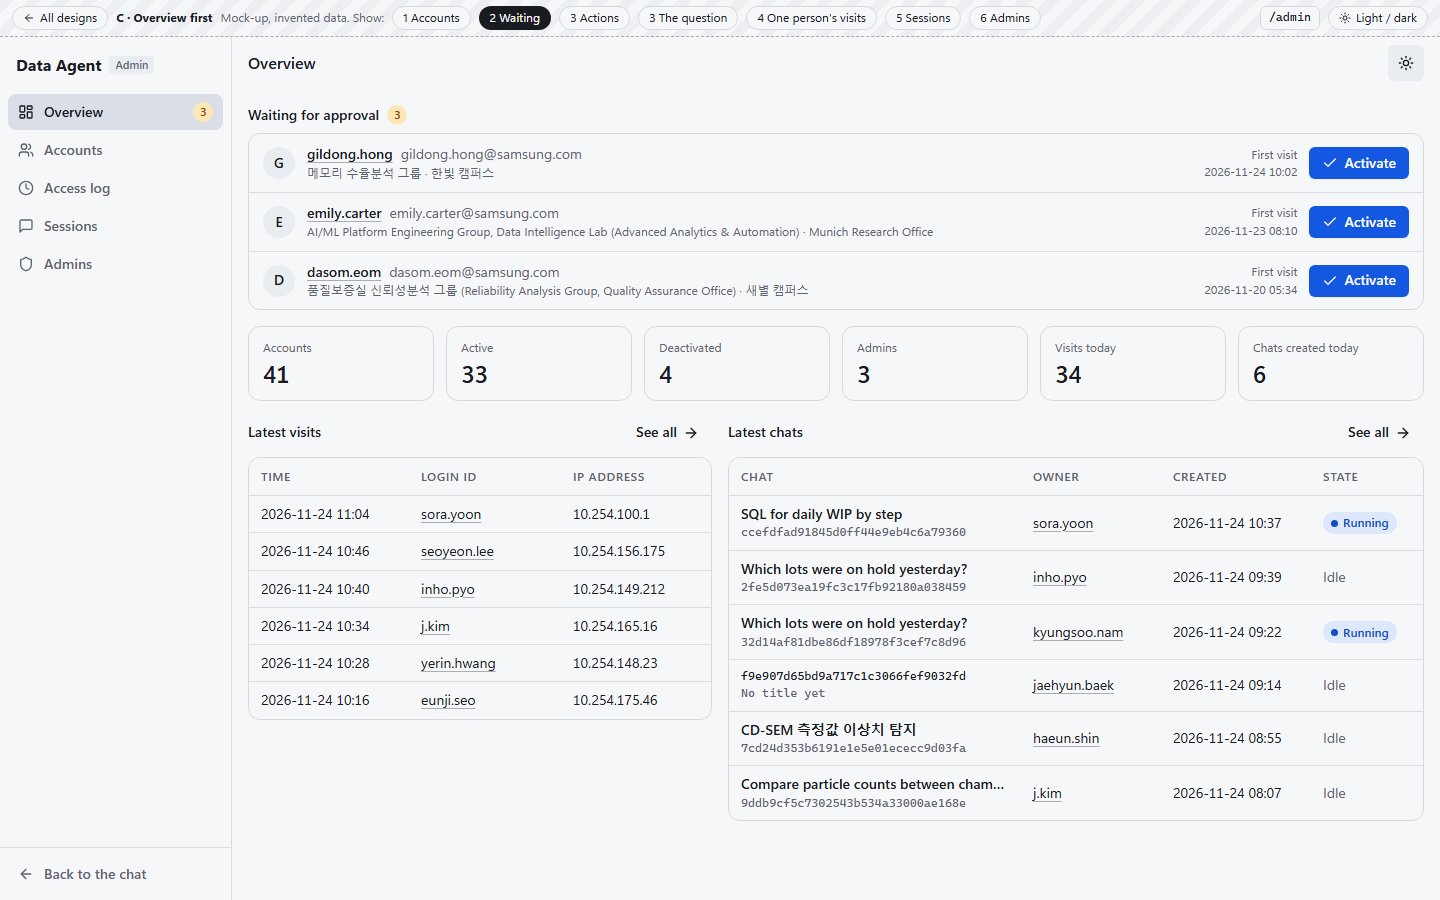 All designs
C · Overview first
Mock-up, invented data. Show:
1 Accounts
2 Waiting
3 Actions
3 The question
4 One person's visits
5 Sessions
6 Admins
/admin
Light / dark
Data Agent
Admin
Overview
3
Accounts
Access log
Sessions
Admins
Back to the chat
Overview
Waiting for approval 3
G
gildong.hong gildong.hong@samsung.com
메모리 수율분석 그룹 · 한빛 캠퍼스
First visit
2026-11-24 10:02
Activate
E
emily.carter emily.carter@samsung.com
AI/ML Platform Engineering Group, Data Intelligence Lab (Advanced Analytics & Automation) · Munich Research Office
First visit
2026-11-23 08:10
Activate
D
dasom.eom dasom.eom@samsung.com
품질보증실 신뢰성분석 그룹 (Reliability Analysis Group, Quality Assurance Office) · 새별 캠퍼스
First visit
2026-11-20 05:34
Activate
Accounts
41
Active
33
Deactivated
4
Admins
3
Visits today
34
Chats created today
6
Latest visits
See all
TIME LOGIN ID IP ADDRESS
2026-11-24 11:04 sora.yoon 10.254.100.1
2026-11-24 10:46 seoyeon.lee 10.254.156.175
2026-11-24 10:40 inho.pyo 10.254.149.212
2026-11-24 10:34 j.kim 10.254.165.16
2026-11-24 10:28 yerin.hwang 10.254.148.23
2026-11-24 10:16 eunji.seo 10.254.175.46
Latest chats
See all
CHAT OWNER CREATED STATE
SQL for daily WIP by step
ccefdfad91845d0ff44e9eb4c6a79360
sora.yoon 2026-11-24 10:37 Running
Which lots were on hold yesterday?
2fe5d073ea19fc3c17fb92180a038459
inho.pyo 2026-11-24 09:39 Idle
Which lots were on hold yesterday?
32d14af81dbe86df18978f3cef7c8d96
kyungsoo.nam 2026-11-24 09:22 Running
f9e907d65bd9a717c1c3066fef9032fd
No title yet
jaehyun.baek 2026-11-24 09:14 Idle
CD-SEM 측정값 이상치 탐지
7cd24d353b6191e1e5e01ececc9d03fa
haeun.shin 2026-11-24 08:55 Idle
Compare particle counts between cham...
9ddb9cf5c7302543b534a33000ae168e
j.kim 2026-11-24 08:07 Idle